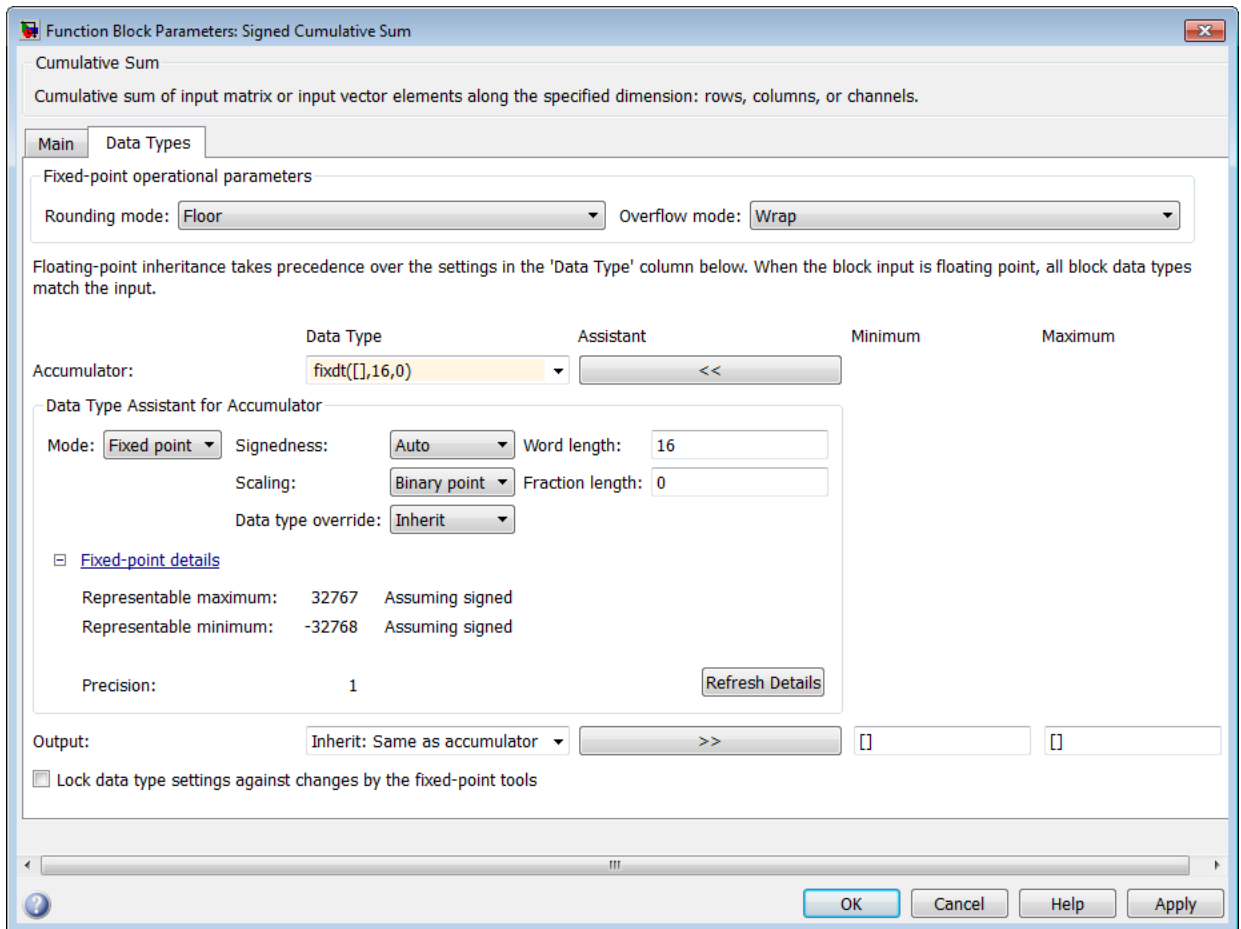 Function Block Parameters: Signed Cumulative Sum
Cumulative Sum
Cumulative sum of input matrix or input vector elements along the specified dimension: rows, columns, or channels.
Main Data Types
Fixed-point operational parameters
Rounding mode: Floor Overflow mode: Wrap
Floating-point inheritance takes precedence over the settings in the 'Data Type' column below. When the block input is floating point, all block data types
match the input.
Data Type Assistant Minimum Maximum
Accumulator: fixdt([],16,0) <<
Data Type Assistant for Accumulator
Mode: Fixed point Signedness: Auto Word length: 16
Scaling: Binary point Fraction length: 0
Data type override: Inherit
Fixed-point details
Representable maximum: 32767 Assuming signed
Representable minimum: -32768 Assuming signed
Precision: 1 Refresh Details
Output: Inherit: Same as accumulator >> [] []
Lock data type settings against changes by the fixed-point tools
OK Cancel Help Apply